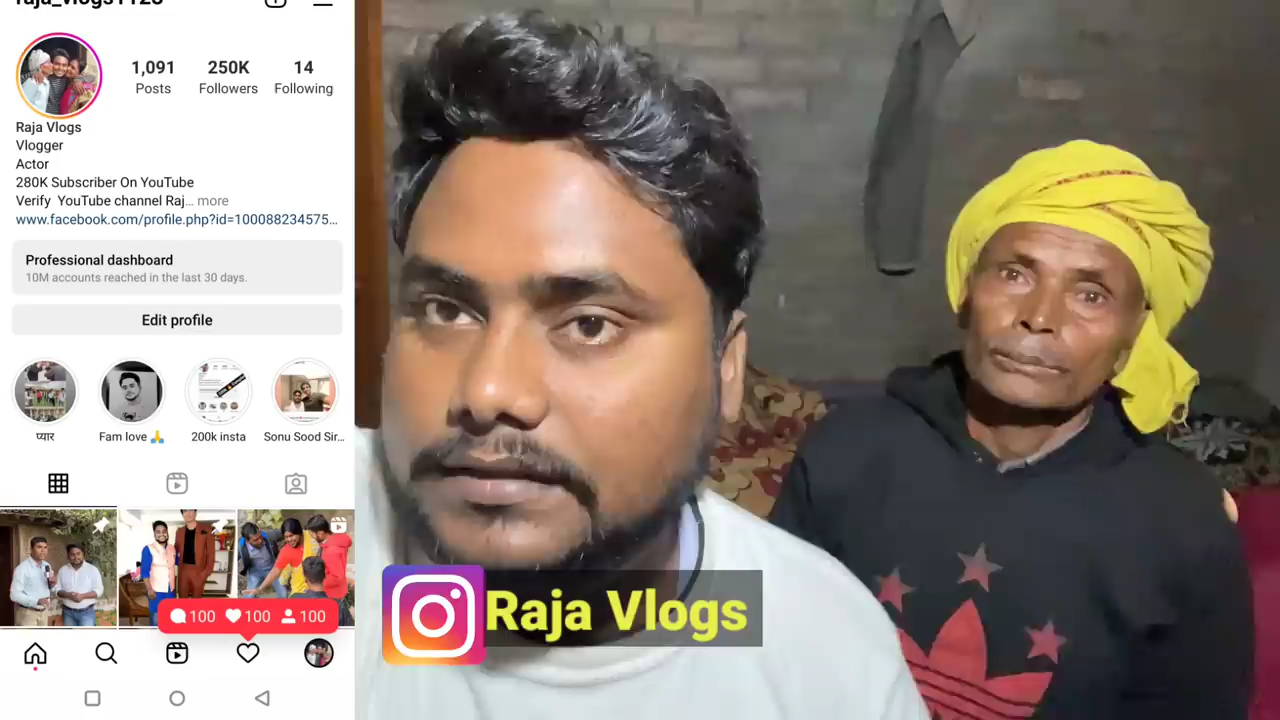 raja_vlogs1128
1,091 250K 14
Posts Followers Following
Raja Vlogs
Vlogger
Actor
280K Subscriber On YouTube
Verify YouTube channel Raj... more
www.facebook.com/profile.php?id=100088234575...
Professional dashboard
10M accounts reached in the last 30 days.
Edit profile
प्यार Fam love 🙏 200k insta Sonu Sood Sir...
100 100 100
Raja Vlogs